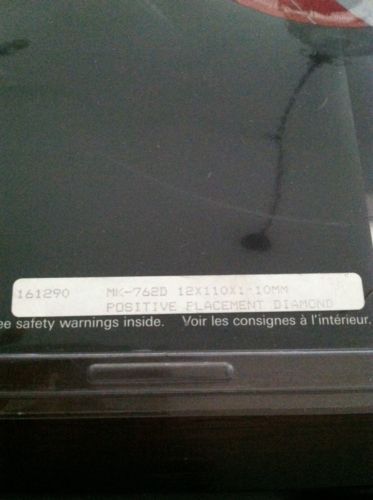 161290 MK-762D 12X110X1·10MM
POSITIVE PLACEMENT DIAMOND
ee safety warnings inside. Voir les consignes à l'intérieur.